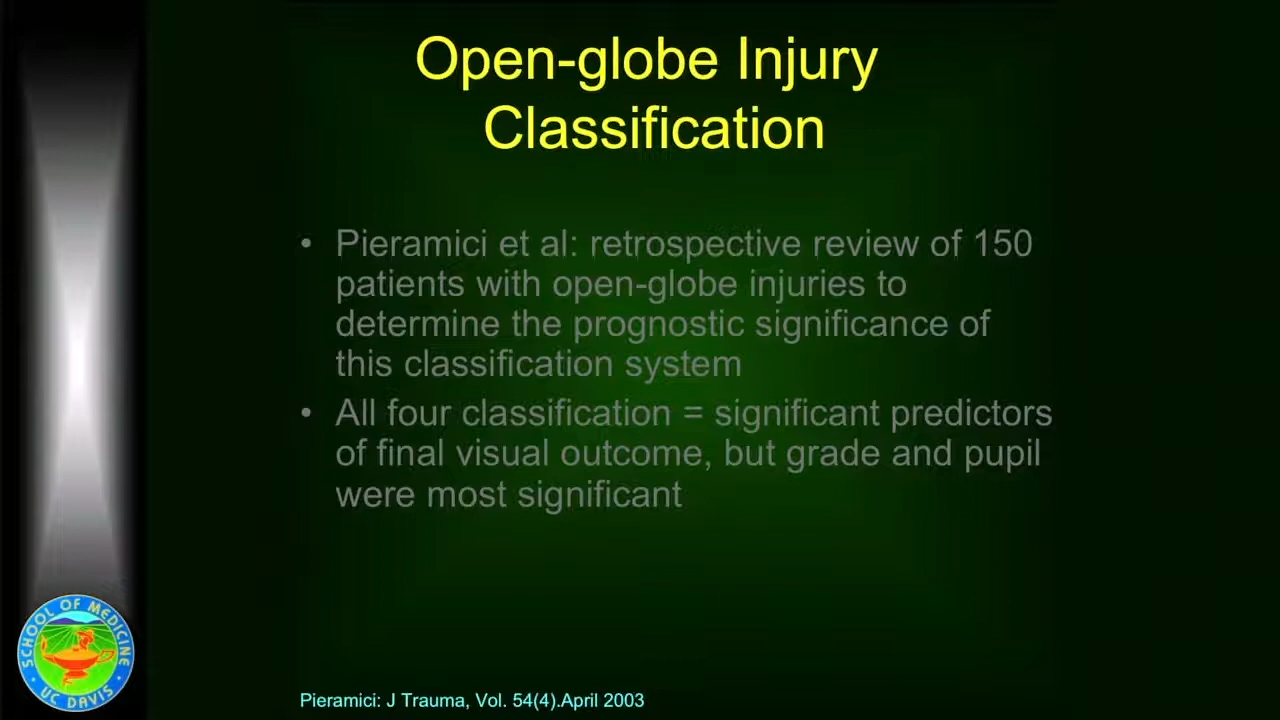 Open-globe Injury
Classification
• Pieramici et al: retrospective review of 150
patients with open-globe injuries to
determine the prognostic significance of
this classification system
• All four classification = significant predictors
of final visual outcome, but grade and pupil
were most significant
SCHOOL OF MEDICINE
UC DAVIS
Pieramici: J Trauma, Vol. 54(4).April 2003